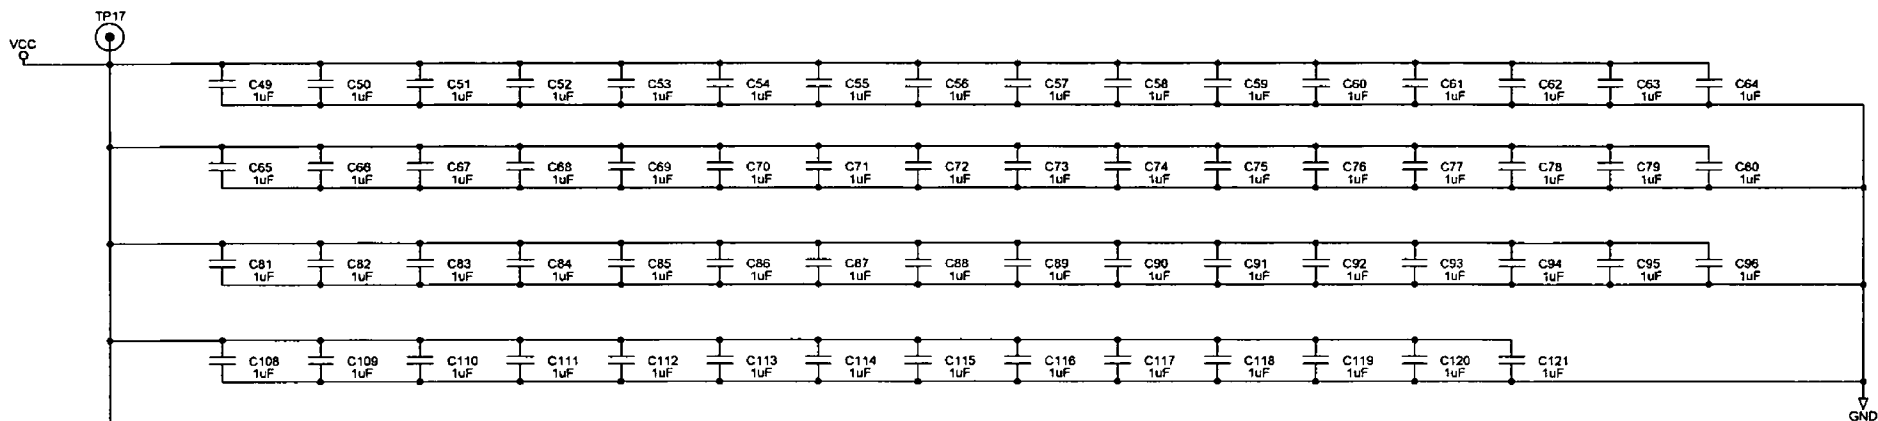 TP17
VCC
C49 C50 C51 C52 C53 C54 C55 C56 C57 C58 C59 C60 C61 C62 C63 C64
1uF 1uF 1uF 1uF 1uF 1uF 1uF 1uF 1uF 1uF 1uF 1uF 1uF 1uF 1uF 1uF
C65 C66 C67 C68 C69 C70 C71 C72 C73 C74 C75 C76 C77 C78 C79 C80
1uF 1uF 1uF 1uF 1uF 1uF 1uF 1uF 1uF 1uF 1uF 1uF 1uF 1uF 1uF 1uF
C81 C82 C83 C84 C85 C86 C87 C88 C89 C90 C91 C92 C93 C94 C95 C96
1uF 1uF 1uF 1uF 1uF 1uF 1uF 1uF 1uF 1uF 1uF 1uF 1uF 1uF 1uF 1uF
C108 C109 C110 C111 C112 C113 C114 C115 C116 C117 C118 C119 C120 C121
1uF 1uF 1uF 1uF 1uF 1uF 1uF 1uF 1uF 1uF 1uF 1uF 1uF 1uF
GND